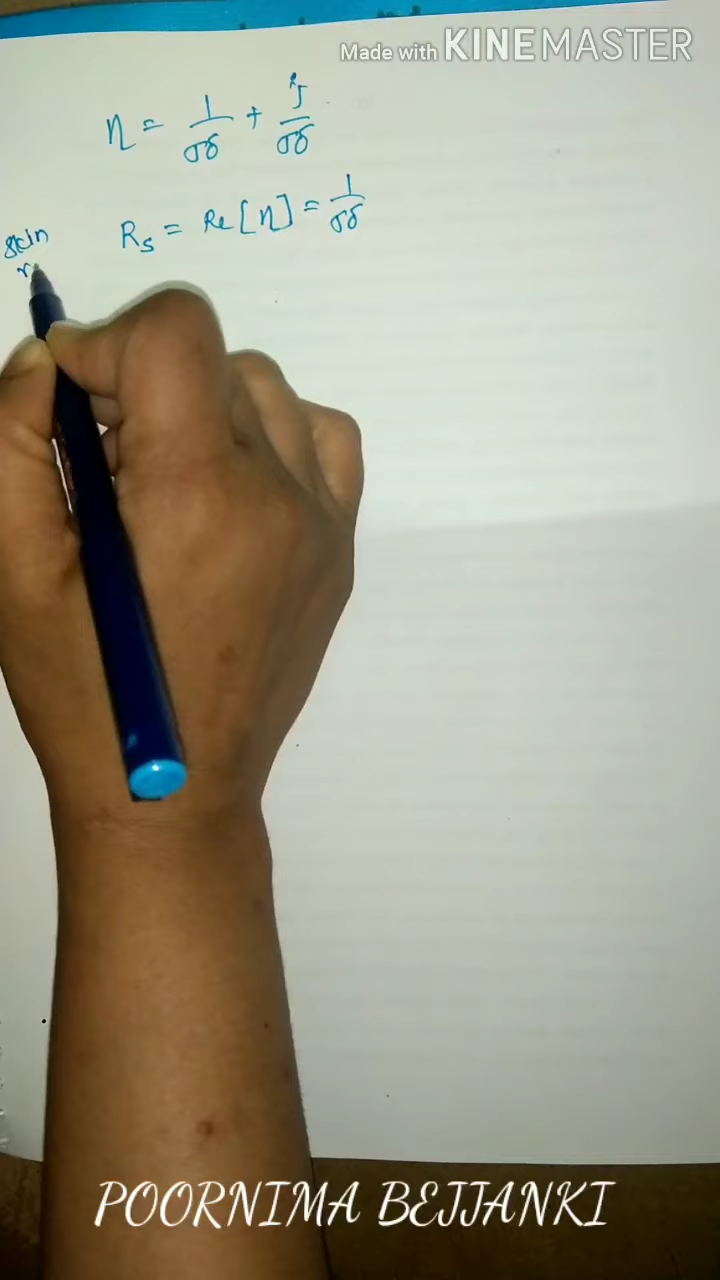 Made with KINEMASTER
η = 1/σδ + j/σδ
Rs = Re[η] = 1/σδ
skin
r
POORNIMA BEJJANKI